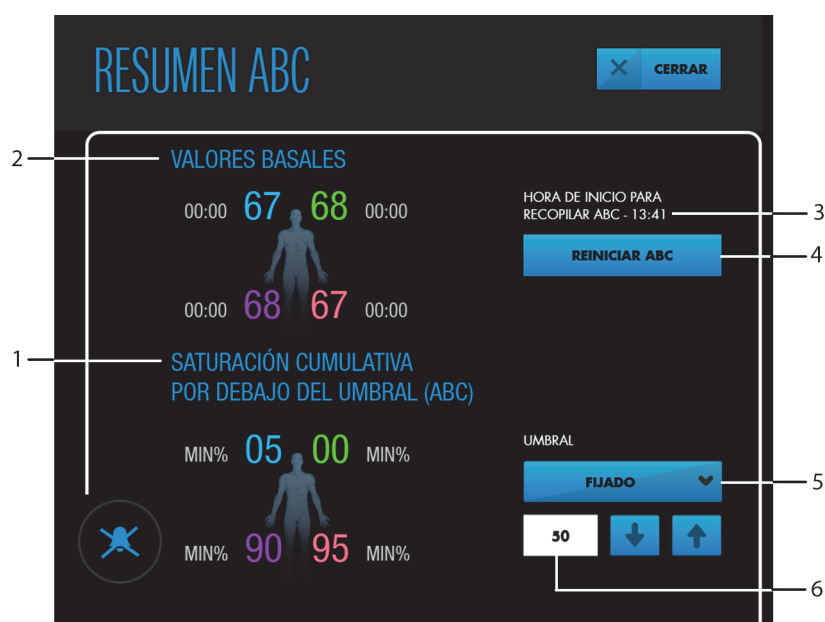 RESUMEN ABC
CERRAR
2
VALORES BASALES
00:00 67 68 00:00
HORA DE INICIO PARA
RECOPILAR ABC - 13:41
3
REINICIAR ABC
4
00:00 68 67 00:00
1
SATURACIÓN CUMULATIVA
POR DEBAJO DEL UMBRAL (ABC)
MIN% 05 00 MIN%
UMBRAL
FIJADO
5
MIN% 90 95 MIN%
50
6